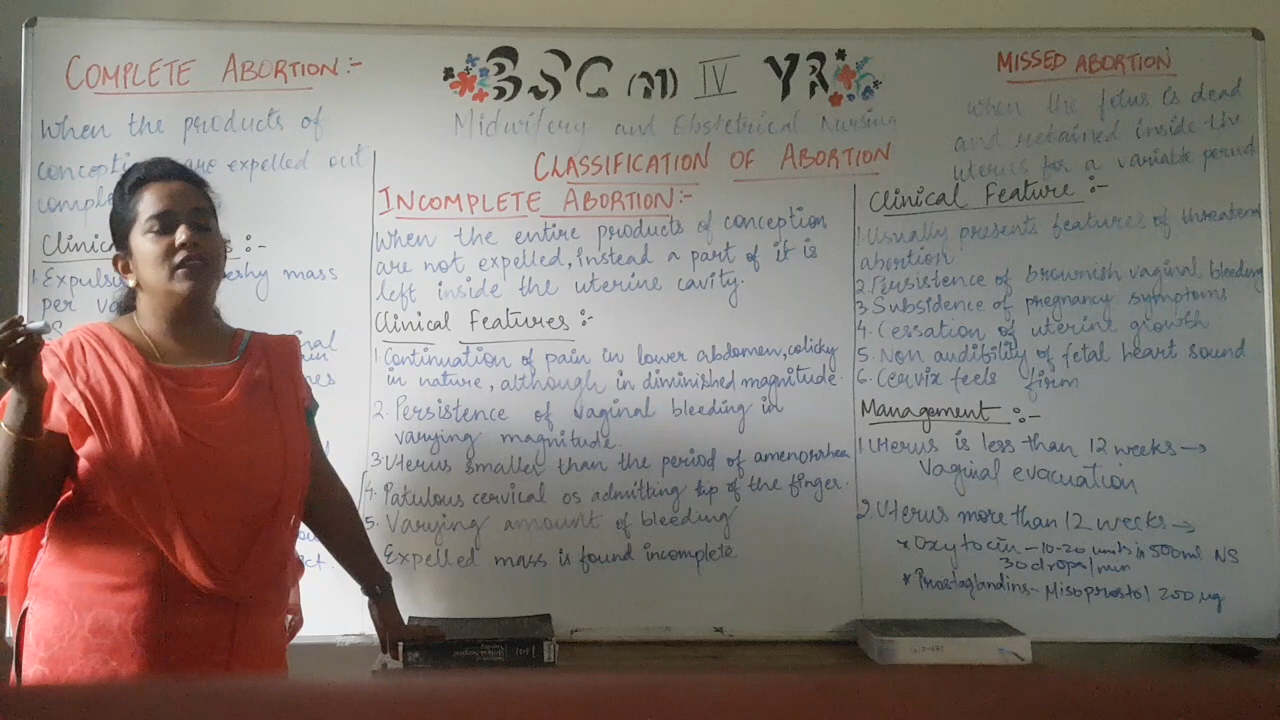 BSC (N) IV YR
Midwifery and Obstetrical Nursing
CLASSIFICATION OF ABORTION
COMPLETE ABORTION:-
When the products of
are expelled out
:-
1. mass
per
INCOMPLETE ABORTION:-
When the entire products of conception
are not expelled, instead a part of it is
left inside the uterine cavity.
Clinical Features:-
1. Continuation of pain in lower abdomen, colicky
in nature, although in diminished magnitude.
2. Persistence of vaginal bleeding in
varying magnitude.
3. Uterus smaller than the period of amenorrhea
4. Patulous cervical os admitting tip of the finger.
5. Varying amount of bleeding
Expelled mass is found incomplete
MISSED ABORTION
When the fetus is dead
and retained inside the
uterus for a variable period
Clinical Feature:-
1. Usually presents features of
abortion
2. Persistence of brownish vaginal bleeding
3. Subsidence of pregnancy symptoms
4. Cessation of uterine growth
5. Non audibility of fetal heart sound
6. Cervix feels firm
Management:-
1. Uterus is less than 12 weeks →
Vaginal evacuation
2. Uterus more than 12 weeks →
* Oxytocin - 10-20 units in 500ml NS
30 drops/min
* Prostaglandins - Misoprostol 200 µg